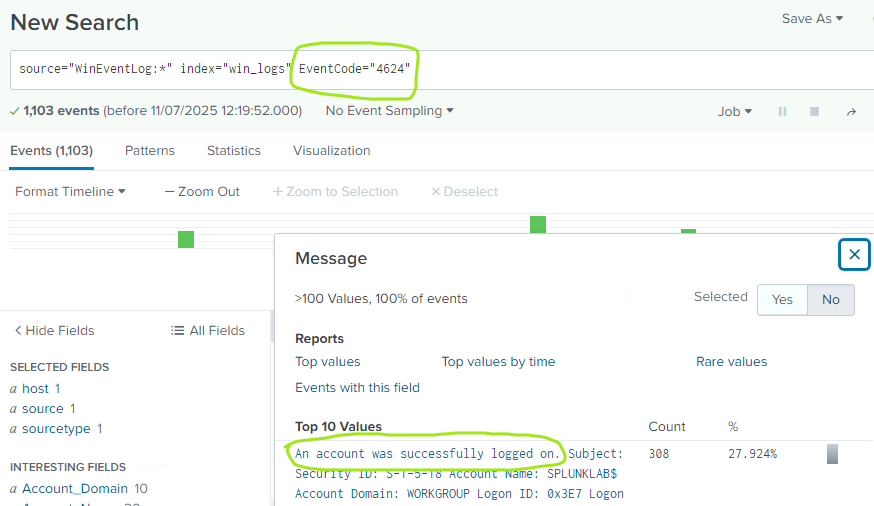 New Search
Save As
source="WinEventLog:*" index="win_logs" EventCode="4624"
1,103 events (before 11/07/2025 12:19:52.000)
No Event Sampling
Job
Events (1,103)
Patterns
Statistics
Visualization
Format Timeline
— Zoom Out
+ Zoom to Selection
× Deselect
Message
>100 Values, 100% of events
Selected
Yes
No
< Hide Fields
All Fields
Reports
Top values
Top values by time
Rare values
Events with this field
SELECTED FIELDS
a host 1
a source 1
a sourcetype 1
INTERESTING FIELDS
a Account_Domain 10
Top 10 Values
Count
%
An account was successfully logged on. Subject:
Security ID: S-1-5-18 Account Name: SPLUNKLAB$
Account Domain: WORKGROUP Logon ID: 0x3E7 Logon
308
27.924%